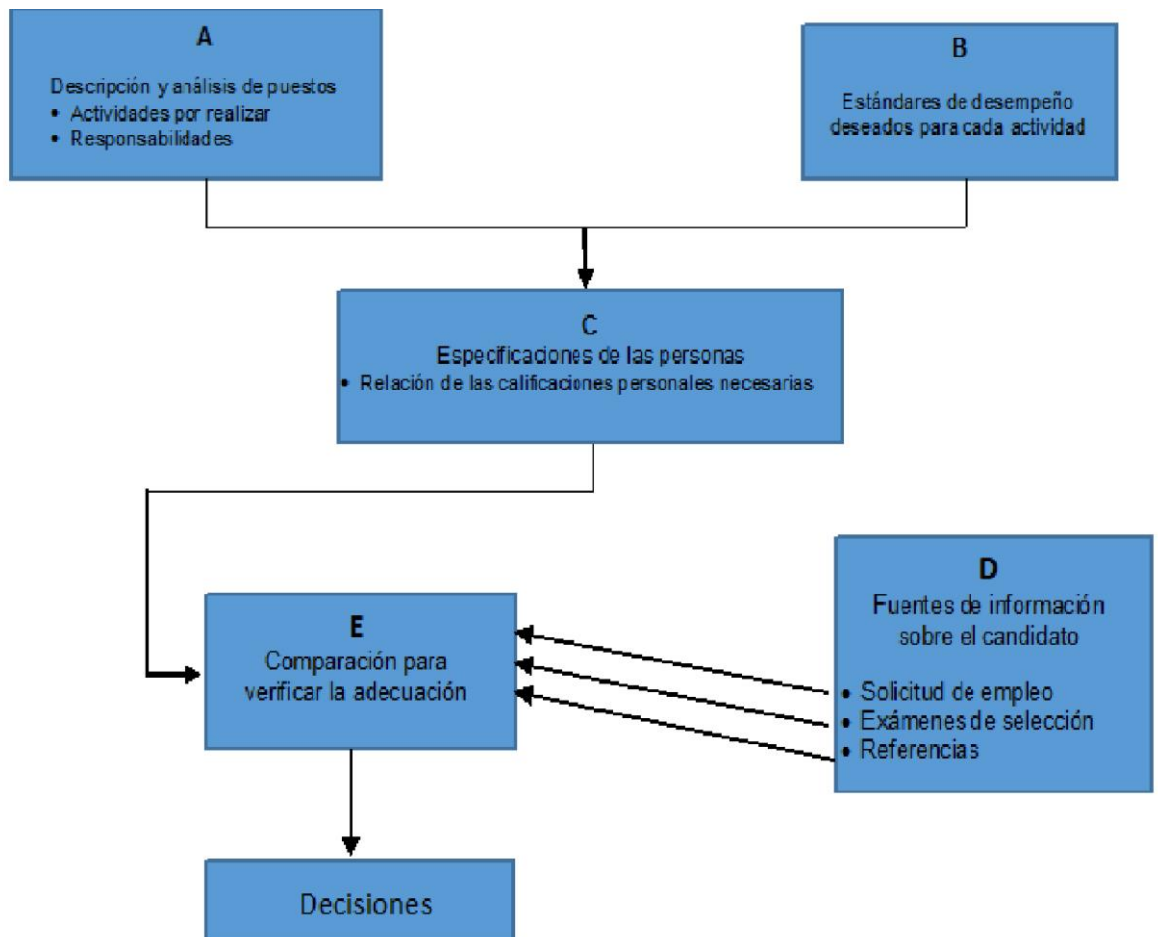 A
Descripción y análisis de puestos
• Actividades por realizar
• Responsabilidades
B
Estándares de desempeño
deseados para cada actividad
C
Especificaciones de las personas
• Relación de las calificaciones personales necesarias
D
Fuentes de información
sobre el candidato
• Solicitud de empleo
• Exámenes de selección
• Referencias
E
Comparación para
verificar la adecuación
Decisiones